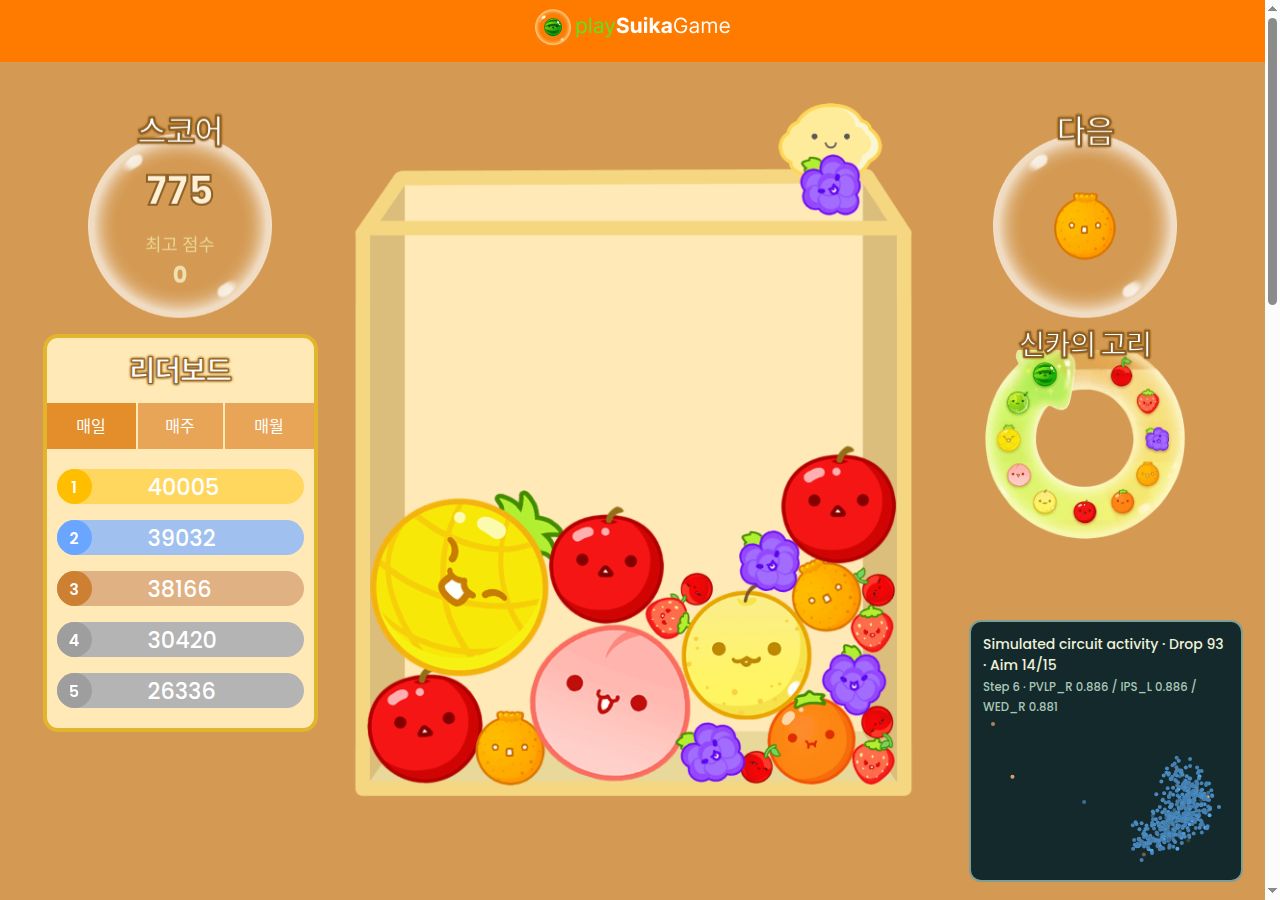 playSuikaGame
스코어
775
최고 점수
0
다음
신카의 고리
리더보드
매일 매주 매월
1 40005
2 39032
3 38166
4 30420
5 26336
Simulated circuit activity · Drop 93
· Aim 14/15
Step 6 · PVLP_R 0.886 / IPS_L 0.886 /
WED_R 0.881